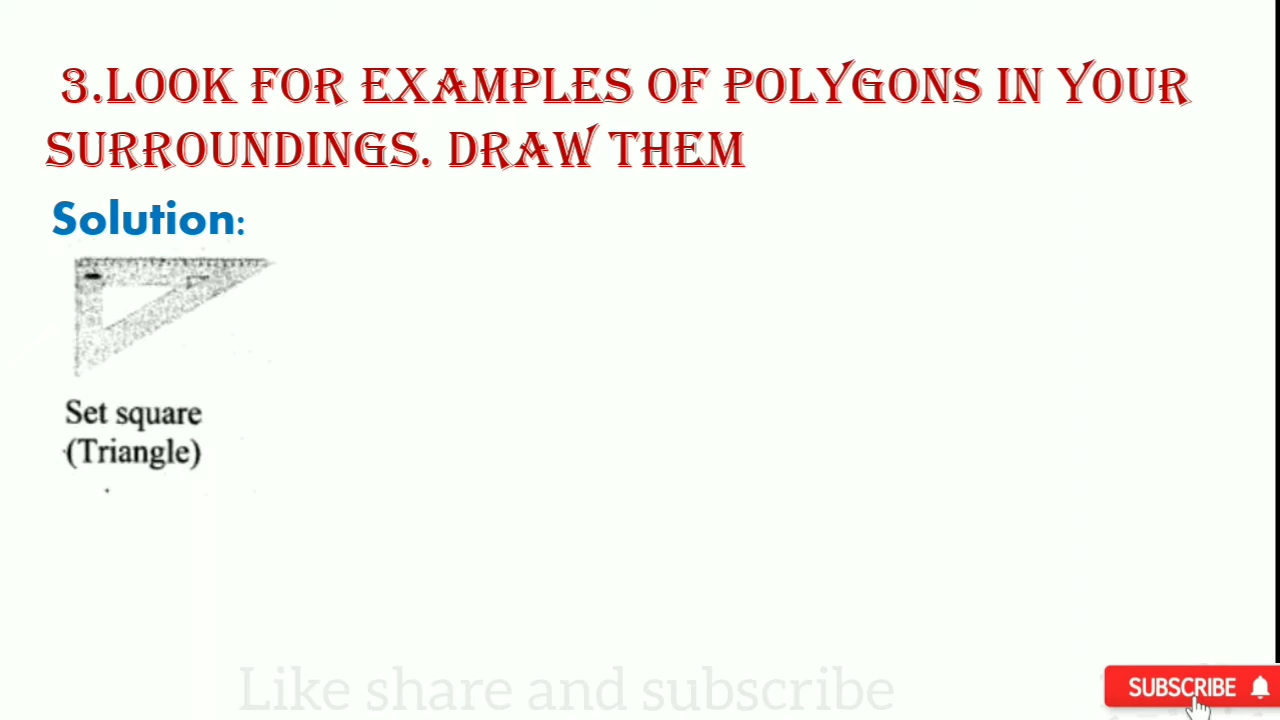 3.LOOK FOR EXAMPLES OF POLYGONS IN YOUR
SURROUNDINGS. DRAW THEM
Solution:
Set square
(Triangle)
Like share and subscribe
SUBSCRIBE